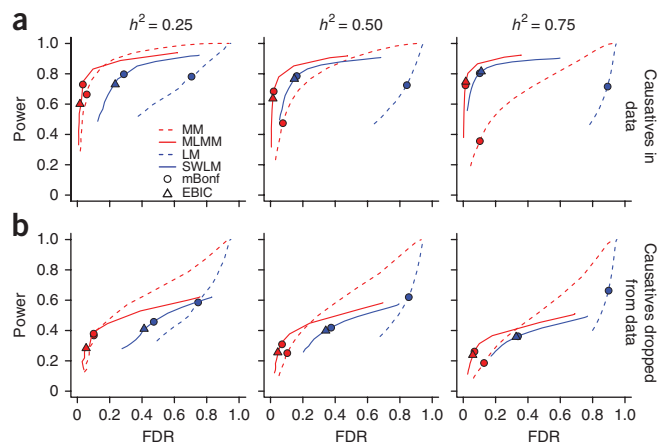 a
h² = 0.25
h² = 0.50
h² = 0.75
1.0
0.8
0.6
0.4
0.2
0
Power
MM
MLMM
LM
SWLM
mBonf
EBIC
Causatives in
data
b
1.0
0.8
0.6
0.4
0.2
0
Power
Causatives dropped
from data
0 0.2 0.4 0.6 0.8 1.0
0 0.2 0.4 0.6 0.8 1.0
0 0.2 0.4 0.6 0.8 1.0
FDR
FDR
FDR